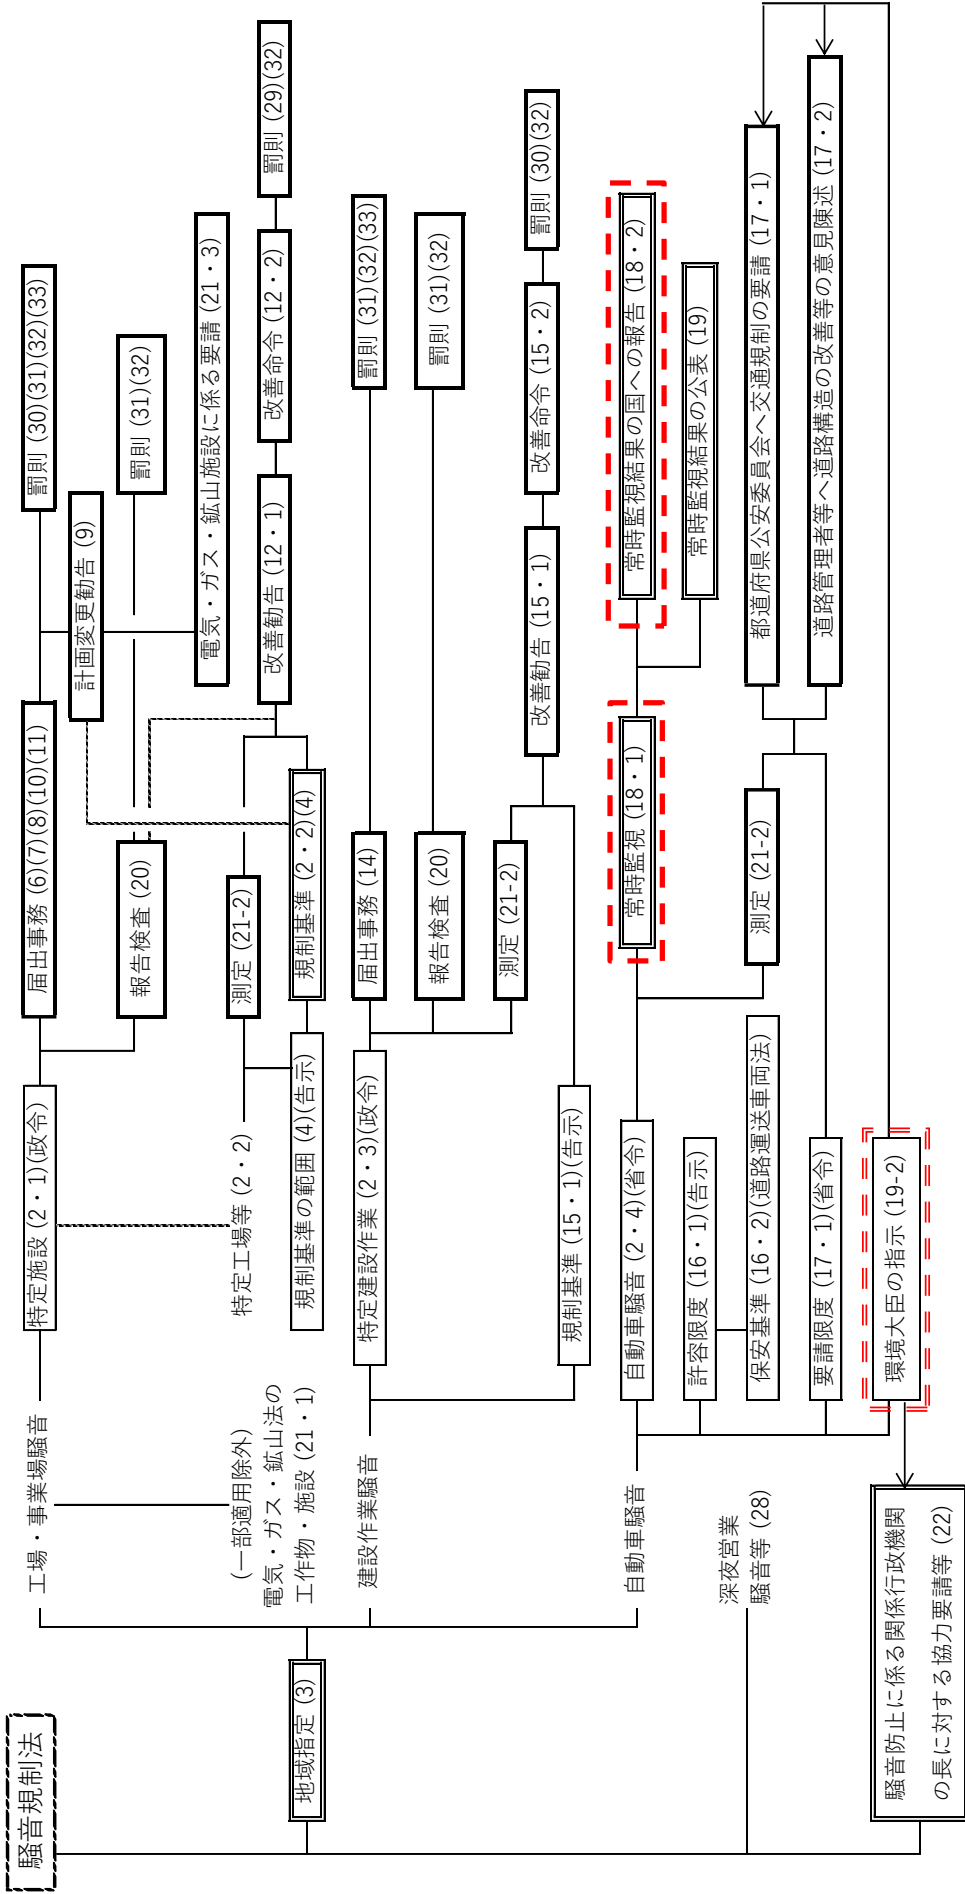 騒音規制法
地域指定 (3)
工場・事業場騒音
特定施設 (2・1)(政令)
届出事務 (6)(7)(8)(10)(11)
罰則 (30)(31)(32)(33)
計画変更勧告 (9)
報告検査 (20)
罰則 (31)(32)
電気・ガス・鉱山施設に係る要請 (21・3)
(一部適用除外)
電気・ガス・鉱山法の
工作物・施設 (21・1)
特定工場等 (2・2)
測定 (21-2)
規制基準の範囲 (4)(告示)
規制基準 (2・2)(4)
改善勧告 (12・1)
改善命令 (12・2)
罰則 (29)(32)
建設作業騒音
特定建設作業 (2・3)(政令)
届出事務 (14)
罰則 (31)(32)(33)
報告検査 (20)
罰則 (31)(32)
測定 (21-2)
規制基準 (15・1)(告示)
改善勧告 (15・1)
改善命令 (15・2)
罰則 (30)(32)
自動車騒音
自動車騒音 (2・4)(省令)
常時監視 (18・1)
常時監視結果の国への報告 (18・2)
常時監視結果の公表 (19)
許容限度 (16・1)(告示)
保安基準 (16・2)(道路運送車両法)
測定 (21-2)
都道府県公安委員会へ交通規制の要請 (17・1)
要請限度 (17・1)(省令)
道路管理者等へ道路構造の改善等の意見陳述 (17・2)
環境大臣の指示 (19-2)
深夜営業
騒音等 (28)
騒音防止に係る関係行政機関
の長に対する協力要請等 (22)